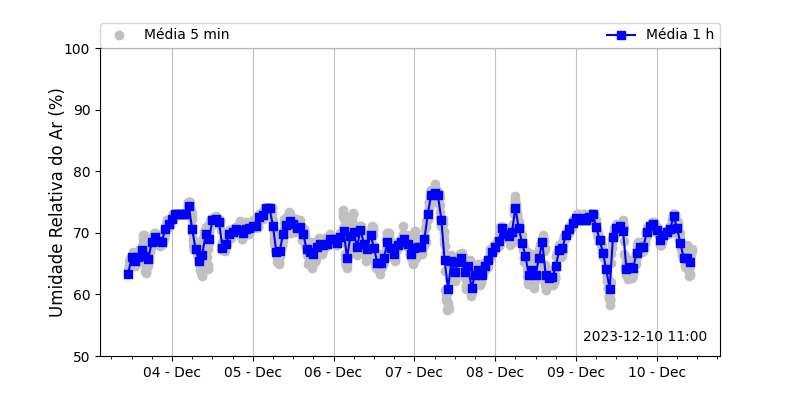 Média 5 min
Média 1 h
Umidade Relativa do Ar (%)
100
90
80
70
60
50
2023-12-10 11:00
04 - Dec
05 - Dec
06 - Dec
07 - Dec
08 - Dec
09 - Dec
10 - Dec